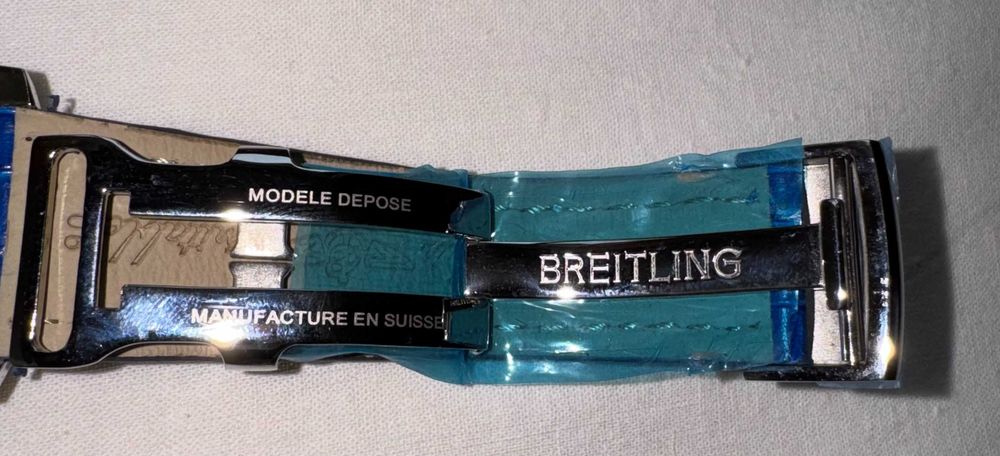 MODELE DEPOSE
BREITLING
MANUFACTURE EN SUISSE